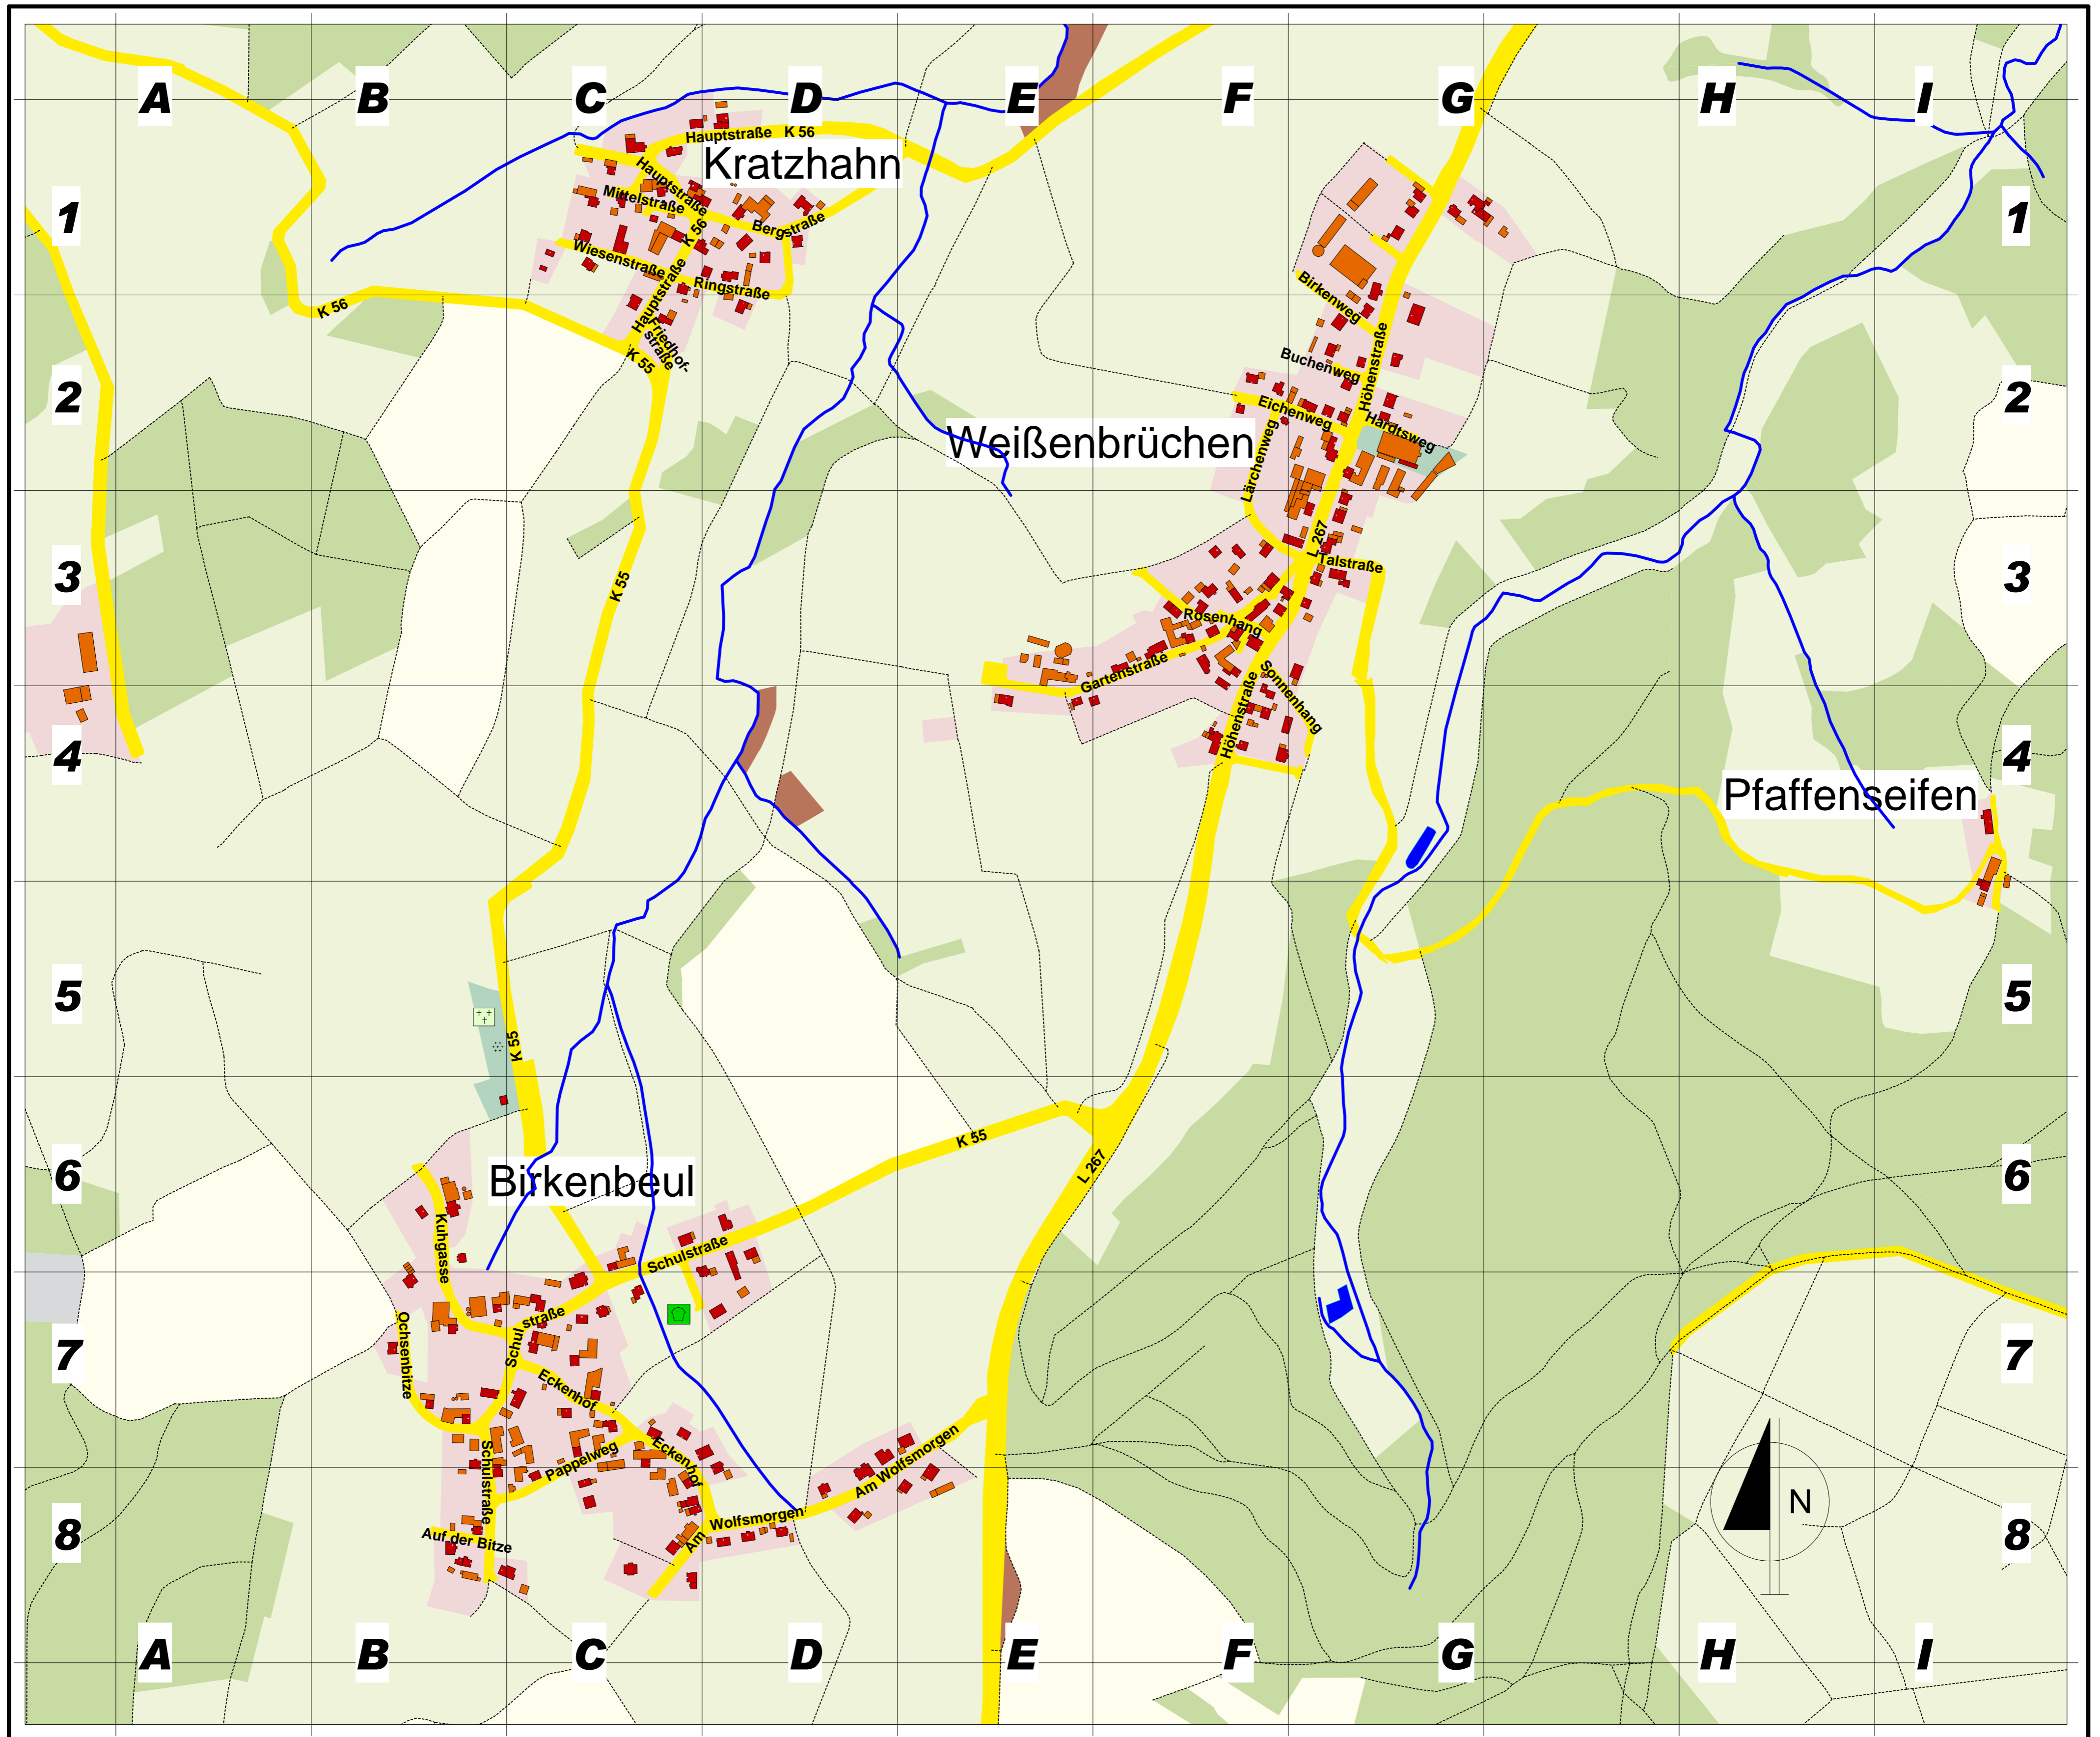 A B C D E F G H I
Hauptstraße K 56
Kratzhahn
Hauptstraße
Mittelstraße
1
1
Bergstraße
K 56
Wiesenstraße
Hauptstraße
Ringstraße
Birkenweg
K 56
Friedhof-
straße
K 55
Höhenstraße
Buchenweg
2
2
Eichenweg
Hardtsweg
Weißenbrüchen
Lärchenweg
L 267
Talstraße
3
3
K 55
Rosenhang
Gartenstraße
Sonnenhang
Höhenstraße
4
4
Pfaffenseifen
5
5
K 55
K 55
L 267
6
6
Birkenbeul
Kuhgasse
Schulstraße
Schul
straße
Ochsenbitze
7
7
Eckenhof
Eckenhof
Pappelweg
Am Wolfsmorgen
Schulstraße
N
Wolfsmorgen
Am
Auf der Bitze
8
8
A B C D E F G H I